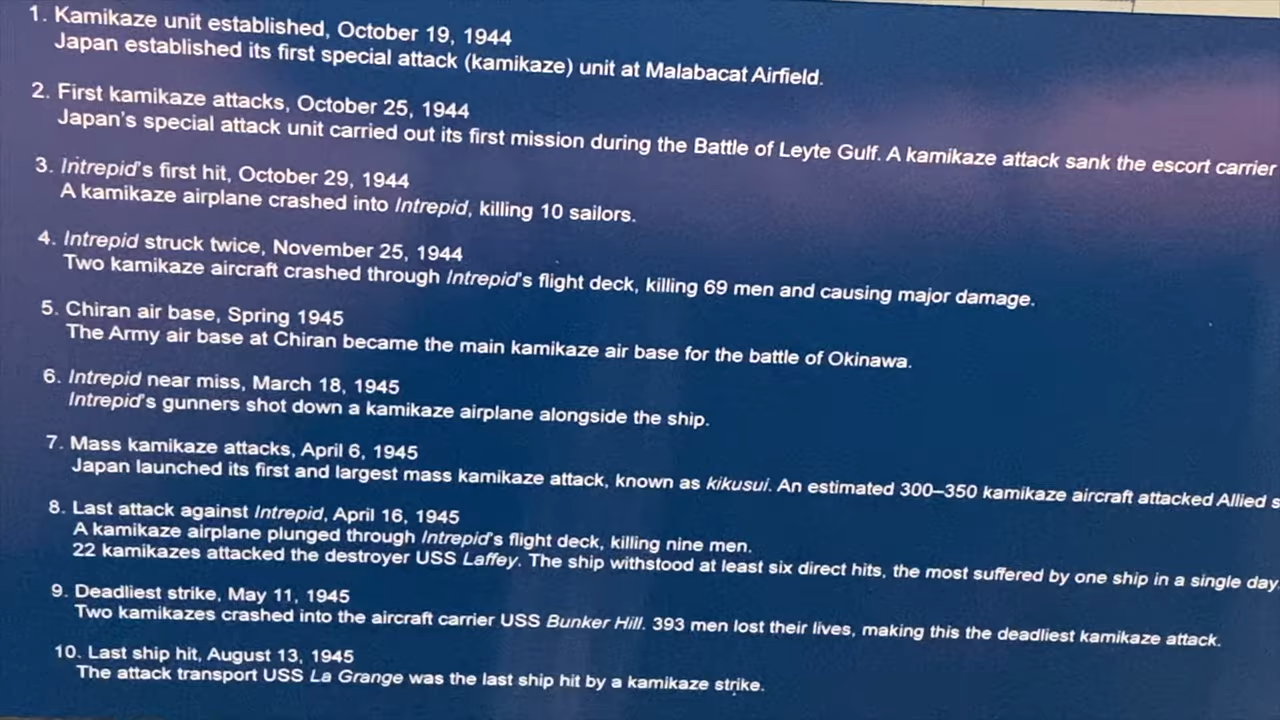 1. Kamikaze unit established, October 19, 1944
Japan established its first special attack (kamikaze) unit at Malabacat Airfield.
2. First kamikaze attacks, October 25, 1944
Japan's special attack unit carried out its first mission during the Battle of Leyte Gulf. A kamikaze attack sank the escort carrier
3. Intrepid's first hit, October 29, 1944
A kamikaze airplane crashed into Intrepid, killing 10 sailors.
4. Intrepid struck twice, November 25, 1944
Two kamikaze aircraft crashed through Intrepid's flight deck, killing 69 men and causing major damage.
5. Chiran air base, Spring 1945
The Army air base at Chiran became the main kamikaze air base for the battle of Okinawa.
6. Intrepid near miss, March 18, 1945
Intrepid's gunners shot down a kamikaze airplane alongside the ship.
7. Mass kamikaze attacks, April 6, 1945
Japan launched its first and largest mass kamikaze attack, known as kikusui. An estimated 300–350 kamikaze aircraft attacked Allied s
8. Last attack against Intrepid, April 16, 1945
A kamikaze airplane plunged through Intrepid's flight deck, killing nine men.
22 kamikazes attacked the destroyer USS Laffey. The ship withstood at least six direct hits, the most suffered by one ship in a single day
9. Deadliest strike, May 11, 1945
Two kamikazes crashed into the aircraft carrier USS Bunker Hill. 393 men lost their lives, making this the deadliest kamikaze attack.
10. Last ship hit, August 13, 1945
The attack transport USS La Grange was the last ship hit by a kamikaze strike.